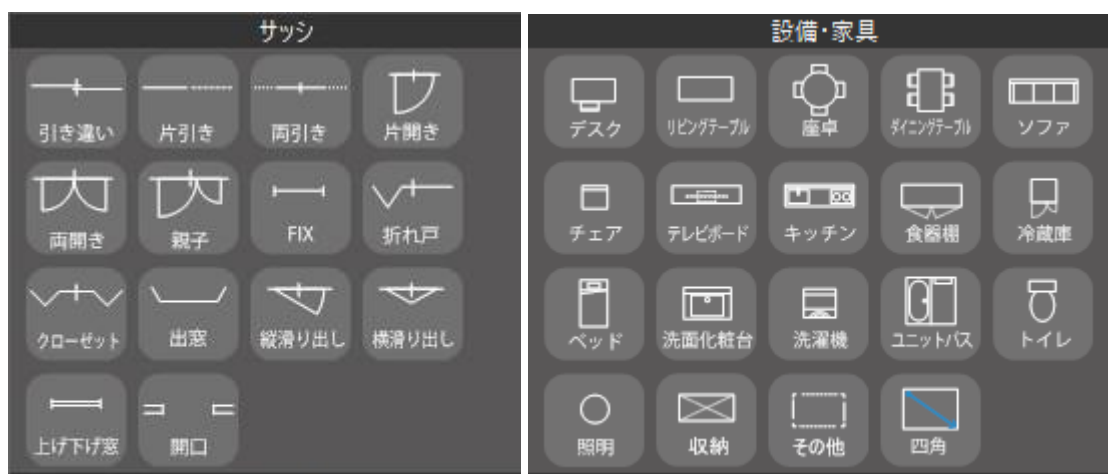 サッシ
引き違い
片引き
両引き
片開き
両開き
親子
FIX
折れ戸
クローゼット
出窓
縦滑り出し
横滑り出し
上げ下げ窓
開口
設備・家具
デスク
リビングテーブル
座卓
ダイニングテーブル
ソファ
チェア
テレビボード
キッチン
食器棚
冷蔵庫
ベッド
洗面化粧台
洗濯機
ユニットバス
トイレ
照明
収納
その他
四角